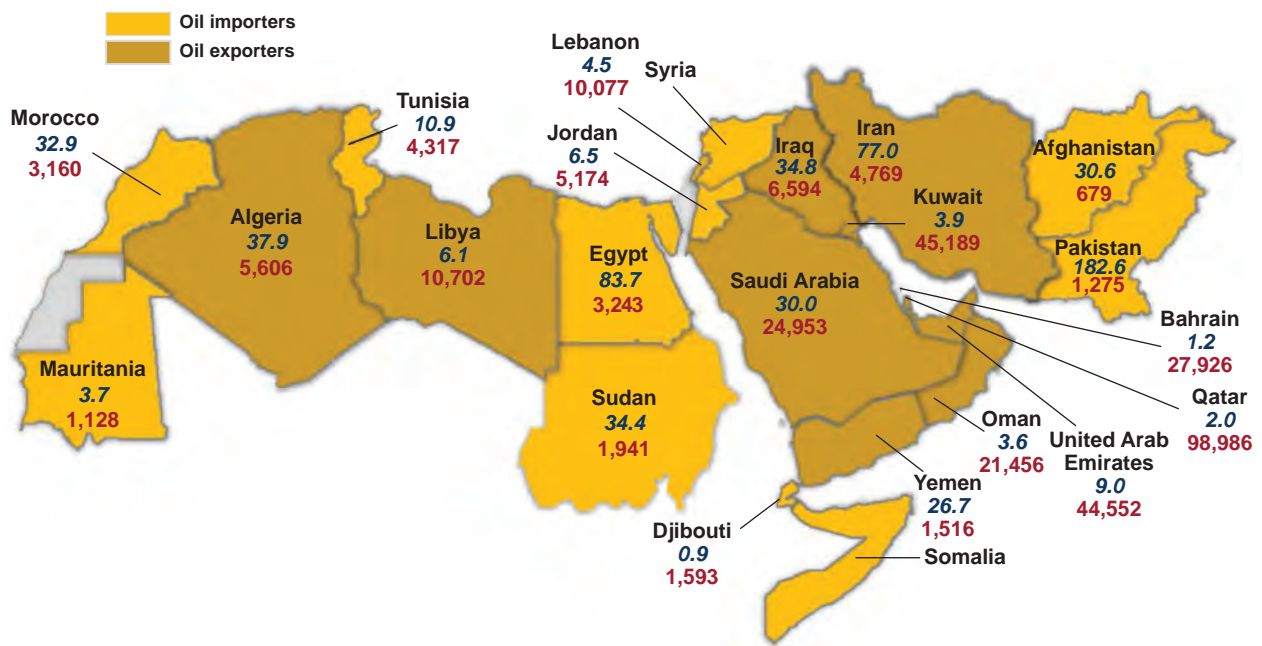 Oil importers
Oil exporters
Morocco
32.9
3,160
Tunisia
10.9
4,317
Algeria
37.9
5,606
Libya
6.1
10,702
Mauritania
3.7
1,128
Egypt
83.7
3,243
Sudan
34.4
1,941
Lebanon
4.5
10,077
Syria
Jordan
6.5
5,174
Iraq
34.8
6,594
Iran
77.0
4,769
Kuwait
3.9
45,189
Afghanistan
30.6
679
Pakistan
182.6
1,275
Saudi Arabia
30.0
24,953
Bahrain
1.2
27,926
Qatar
2.0
98,986
United Arab
Emirates
9.0
44,552
Oman
3.6
21,456
Yemen
26.7
1,516
Djibouti
0.9
1,593
Somalia